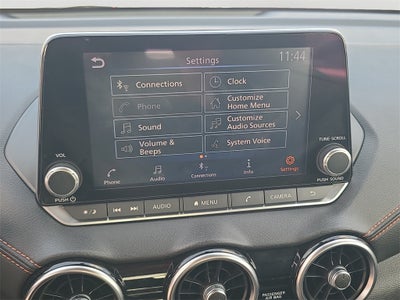 Settings
11:44
Connections
Clock
Phone
Customize
Home Menu
Sound
Customize
Audio Sources
Volume &
Beeps
System Voice
VOL
TUNE·SCROLL
Phone
Audio
Connections
Info
Settings
PUSH
PUSH SOUND
AUDIO
MENU
CAMERA
PASSENGER
AIR BAG